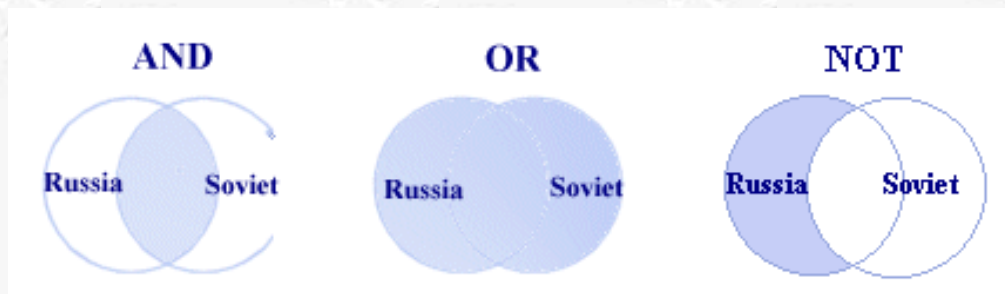 AND
OR
NOT
Russia
Soviet
Russia
Soviet
Russia
Soviet